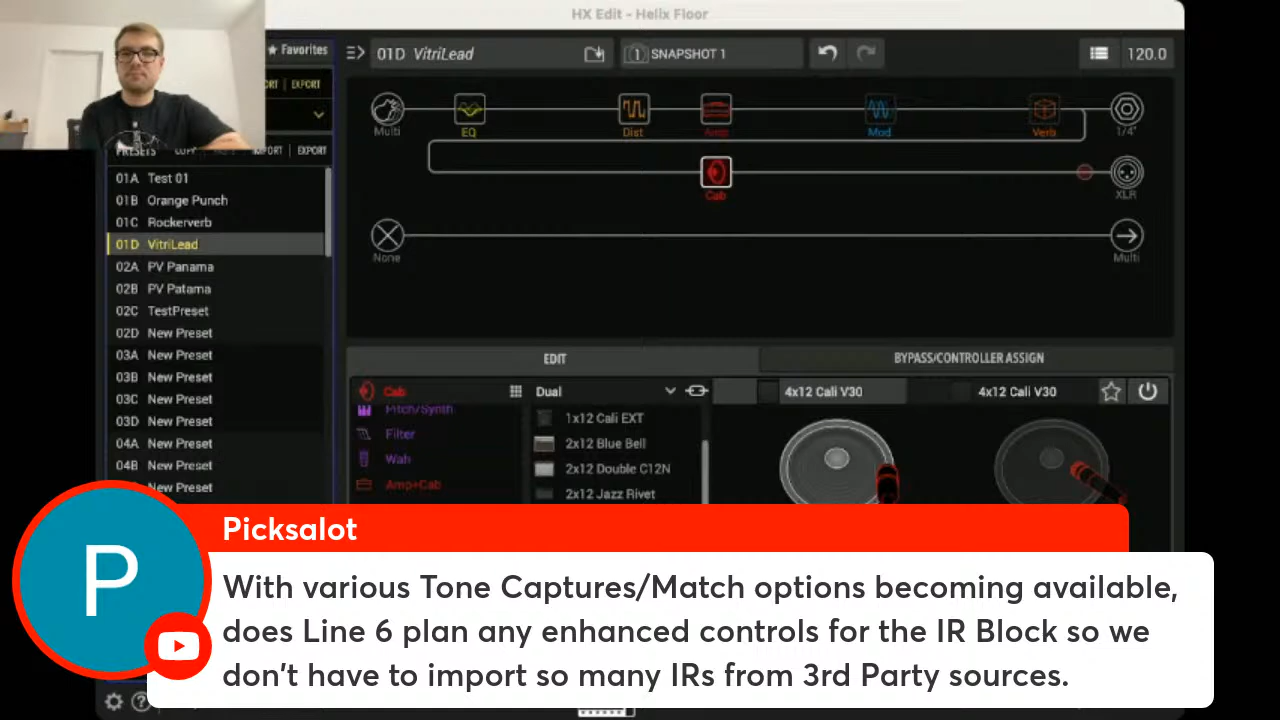 HX Edit - Helix Floor
★ Favorites
01D VitriLead
1 SNAPSHOT 1
120.0
EXPORT
Multi
EQ
Dist
Amp
Mod
Verb
1/4"
PRESETS
COPY
IMPORT
EXPORT
01A Test 01
01B Orange Punch
01C Rockerverb
01D VitriLead
02A PV Panama
02B PV Patama
02C TestPreset
02D New Preset
03A New Preset
03B New Preset
03C New Preset
03D New Preset
04A New Preset
04B New Preset
New Preset
Cab
XLR
None
Multi
EDIT
BYPASS/CONTROLLER ASSIGN
Cab
Dual
4x12 Cali V30
4x12 Cali V30
Pitch/Synth
Filter
Wah
Amp+Cab
1x12 Cali EXT
2x12 Blue Bell
2x12 Double C12N
2x12 Jazz Rivet
P
Picksalot
With various Tone Captures/Match options becoming available,
does Line 6 plan any enhanced controls for the IR Block so we
don't have to import so many IRs from 3rd Party sources.